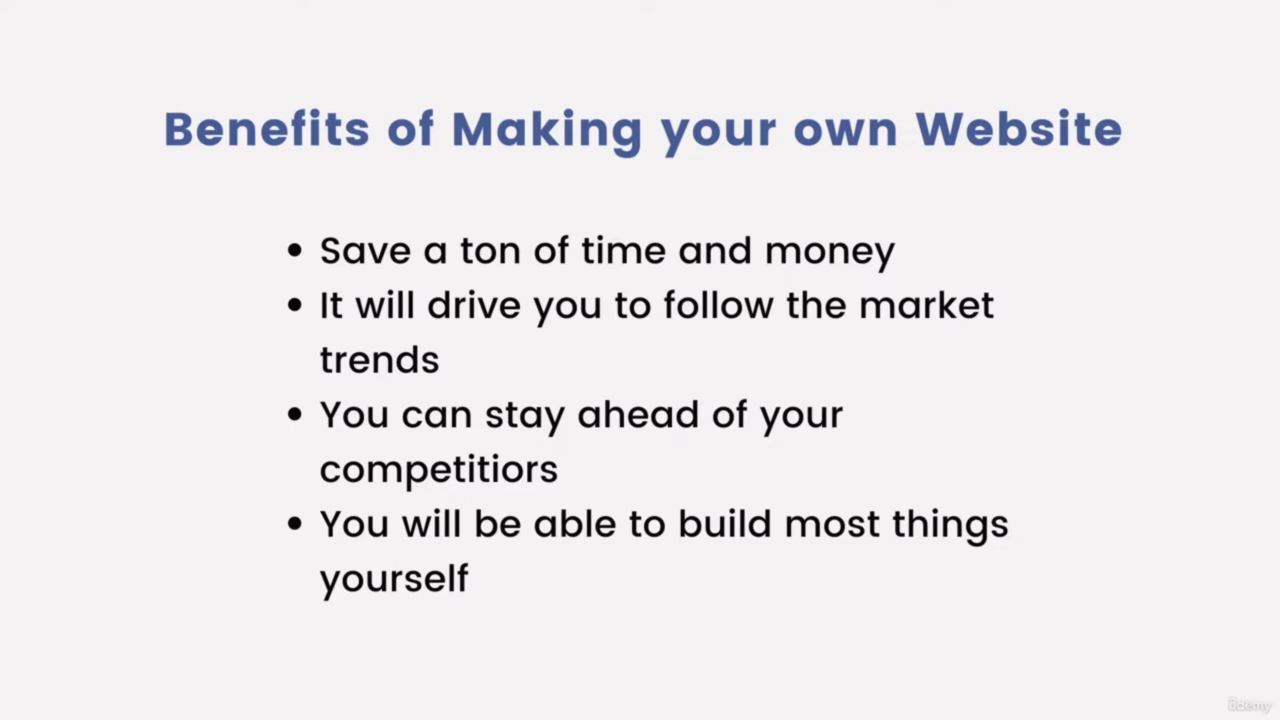 Benefits of Making your own Website
• Save a ton of time and money
• It will drive you to follow the market
trends
• You can stay ahead of your
competitiors
• You will be able to build most things
yourself
ûdemy